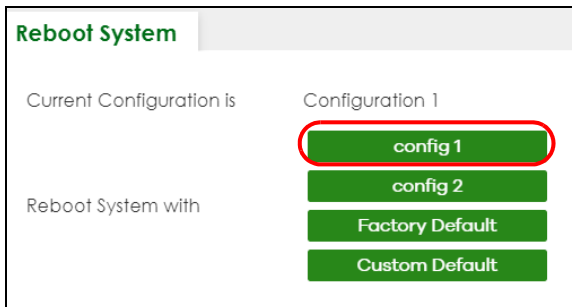 Reboot System
Current Configuration is Configuration 1
config 1
config 2
Reboot System with
Factory Default
Custom Default